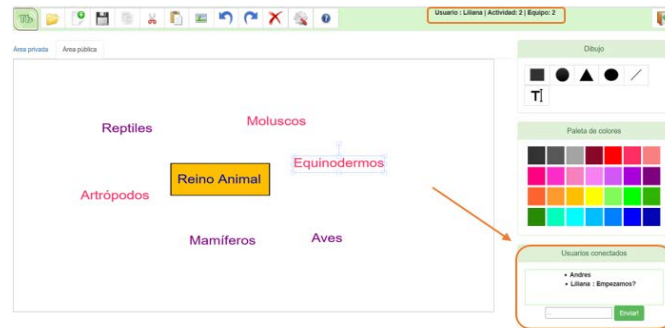 Usuario : Liliana | Actividad: 2 | Equipo: 2
Área privada
Área pública
Dibujo
Moluscos
Reptiles
Equinodermos
Reino Animal
Artrópodos
Mamíferos
Aves
T
Paleta de colores
Usuarios conectados
• Andres
• Liliana : Empezamos?
...
Enviar!